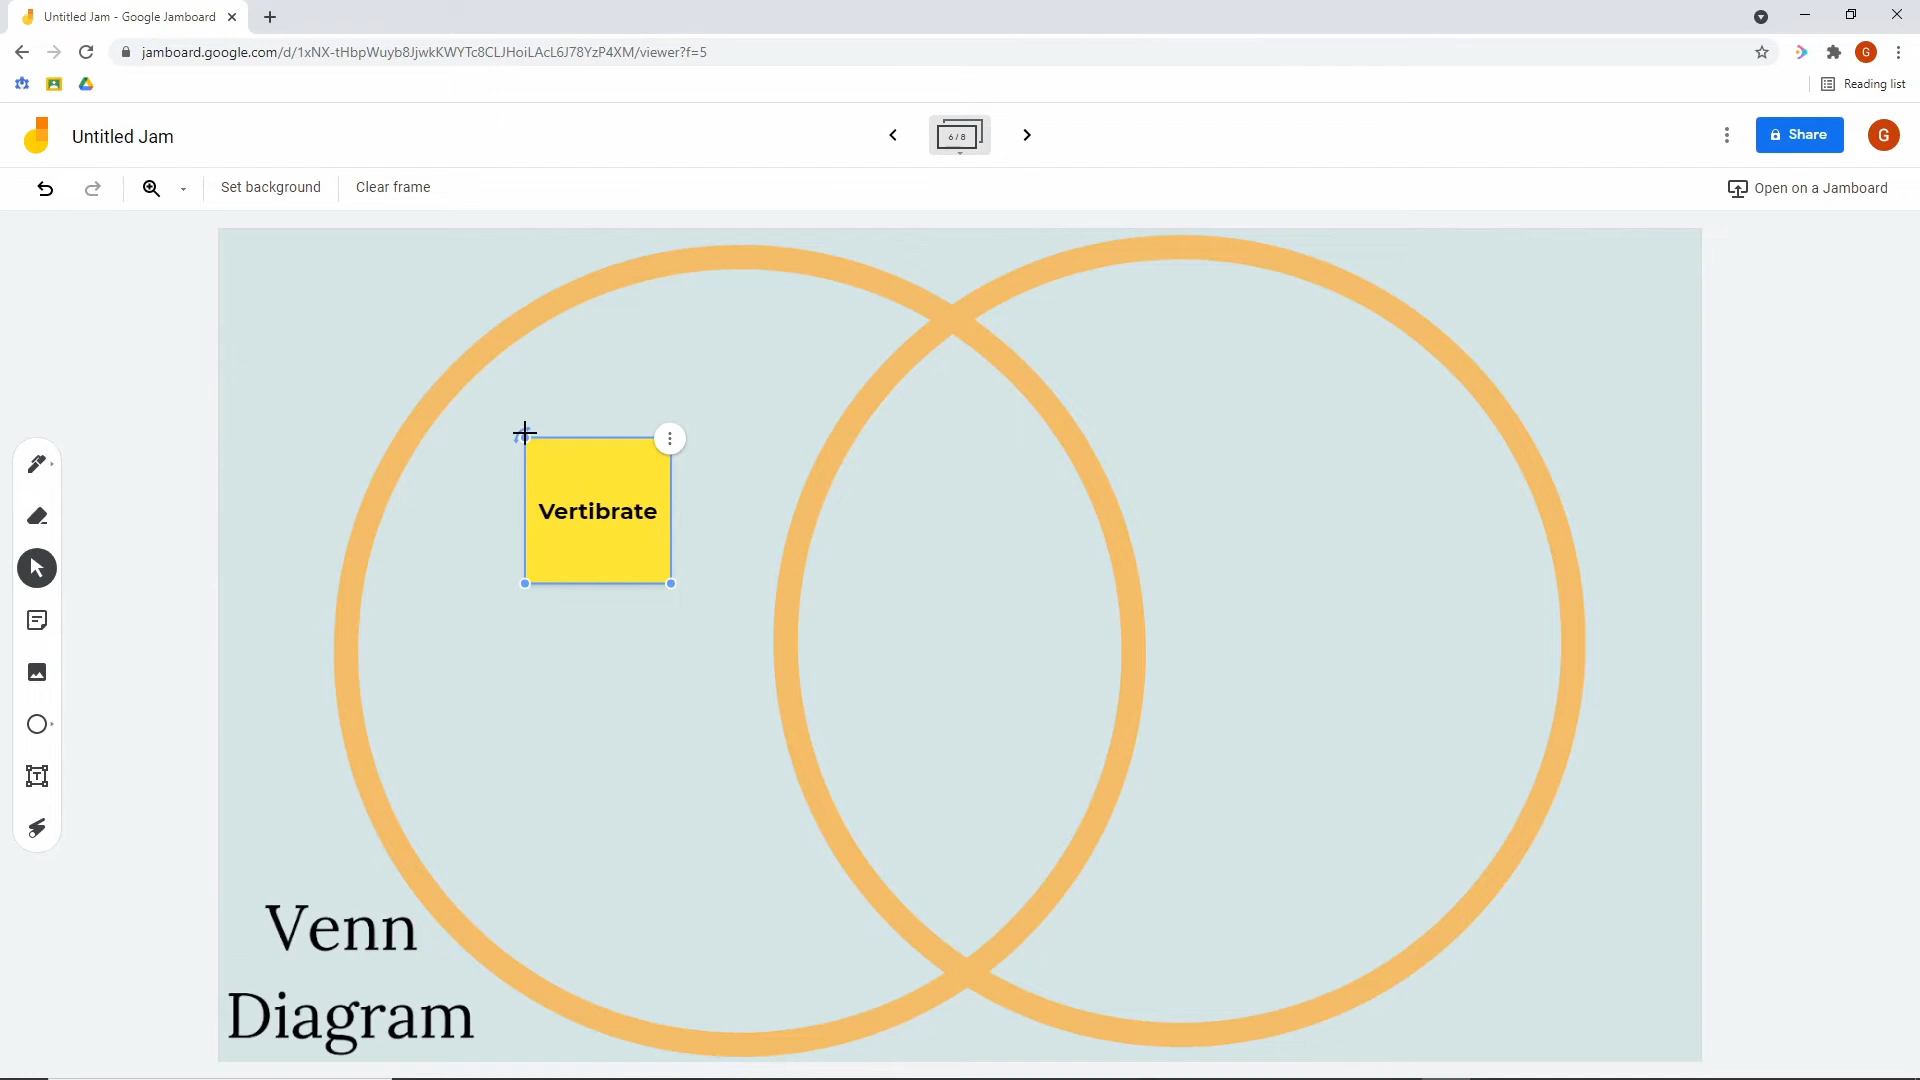 Untitled Jam - Google Jamboard
jamboard.google.com/d/1xNX-tHbpWuyb8JjwkKWYTc8CLJHoiLAcL6J78YzP4XM/viewer?f=5
G
Reading list
Untitled Jam
6 / 8
Share
G
Set background
Clear frame
Open on a Jamboard
Vertibrate
Venn
Diagram